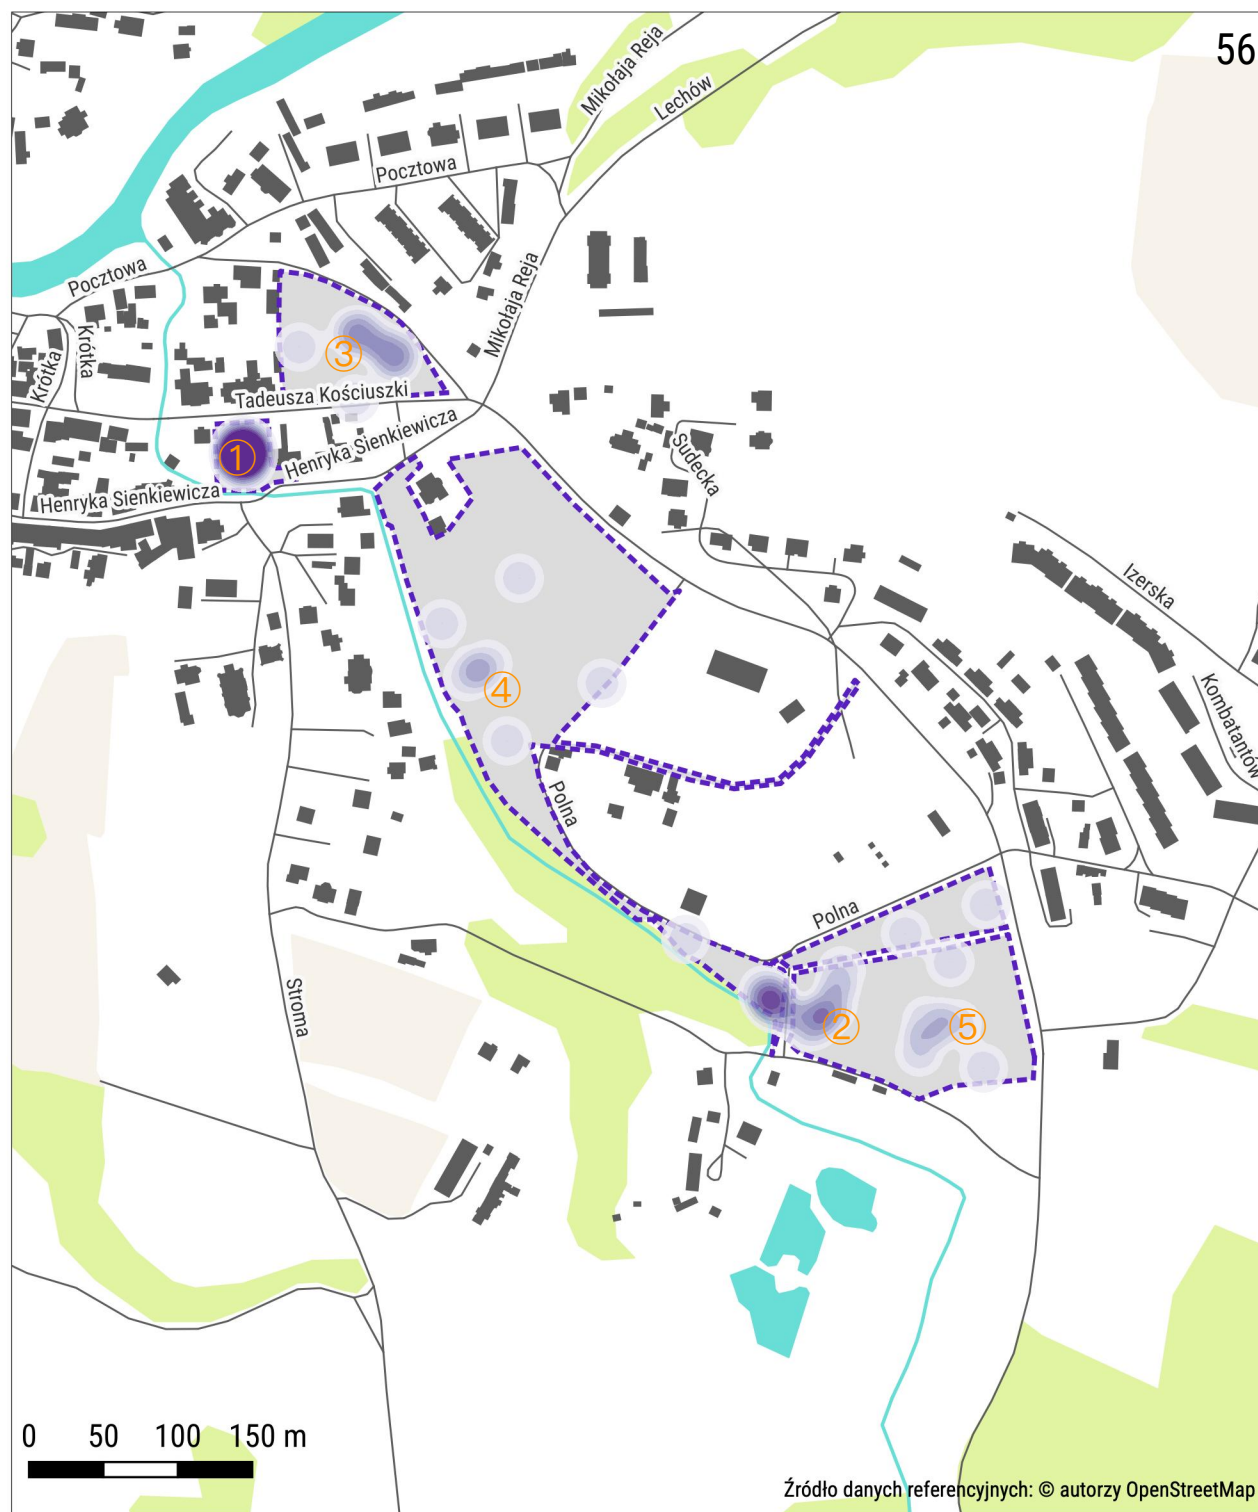 56
Mikołaja Reja
Lechów
Pocztowa
Pocztowa
Mikołaja Reja
Krótka
Krótka
③
Tadeusza Kościuszki
Henryka Sienkiewicza
①
Sudecka
Henryka Sienkiewicza
Izerska
④
Kombatantów
Polna
Polna
Stroma
②
⑤
0 50 100 150 m
Źródło danych referencyjnych: © autorzy OpenStreetMap